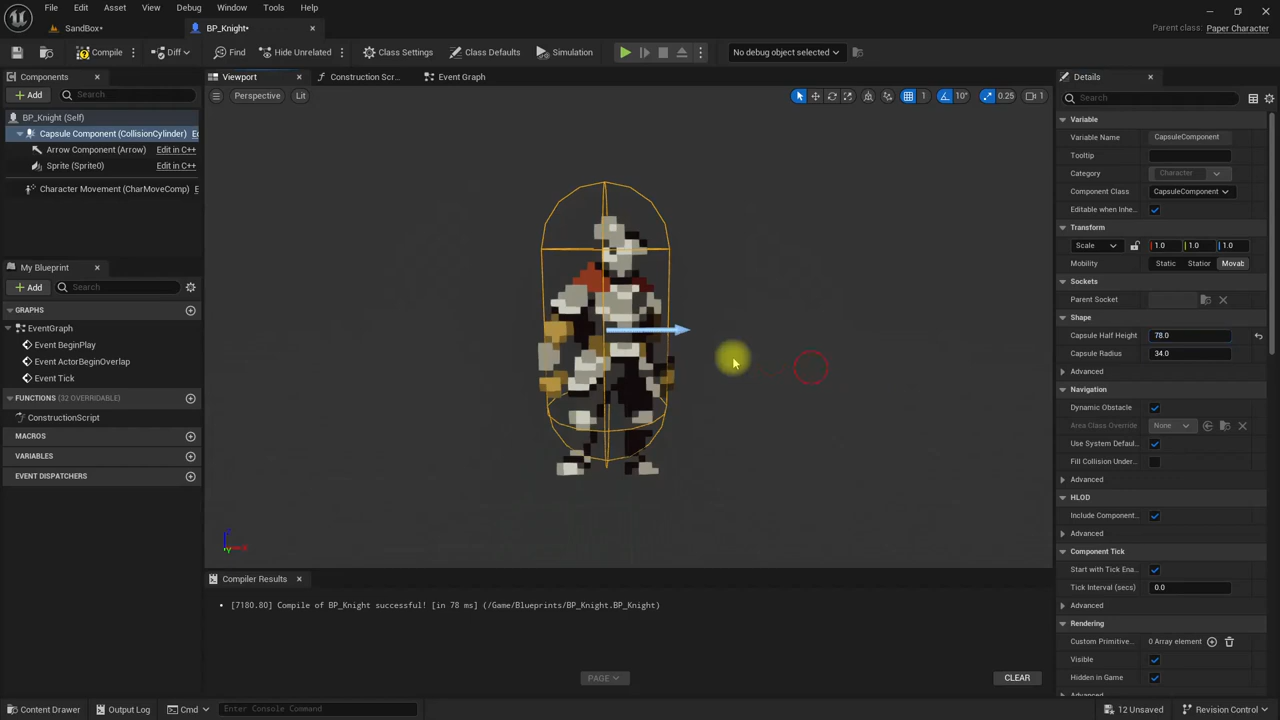 File Edit Asset View Debug Window Tools Help
SandBox•
BP_Knight•
Parent class: Paper Character
Compile
Diff
Find
Hide Unrelated
Class Settings
Class Defaults
Simulation
No debug object selected
Components
Add
Search
BP_Knight (Self)
Capsule Component (CollisionCylinder)
Arrow Component (Arrow) Edit in C++
Sprite (Sprite0) Edit in C++
Character Movement (CharMoveComp) E
My Blueprint
Add
Search
GRAPHS
EventGraph
Event BeginPlay
Event ActorBeginOverlap
Event Tick
FUNCTIONS (32 OVERRIDABLE)
ConstructionScript
MACROS
VARIABLES
EVENT DISPATCHERS
Viewport
Construction Scr...
Event Graph
Perspective
Lit
1
10°
0.25
1
Compiler Results
[7180.80] Compile of BP_Knight successful! [in 78 ms] (/Game/Blueprints/BP_Knight.BP_Knight)
PAGE
CLEAR
Details
Search
Variable
Variable Name CapsuleComponent
Tooltip
Category Character
Component Class CapsuleComponent
Editable when Inhe...
Transform
Scale 1.0 1.0 1.0
Mobility Static Station Movab
Sockets
Parent Socket
Shape
Capsule Half Height 78.0
Capsule Radius 34.0
Advanced
Navigation
Dynamic Obstacle
Area Class Override None
Use System Defaul...
Fill Collision Under...
Advanced
HLOD
Include Component...
Advanced
Component Tick
Start with Tick Ena...
Tick Interval (secs) 0.0
Advanced
Rendering
Custom Primitive... 0 Array element
Visible
Hidden in Game
Content Drawer
Output Log
Cmd
Enter Console Command
12 Unsaved
Revision Control